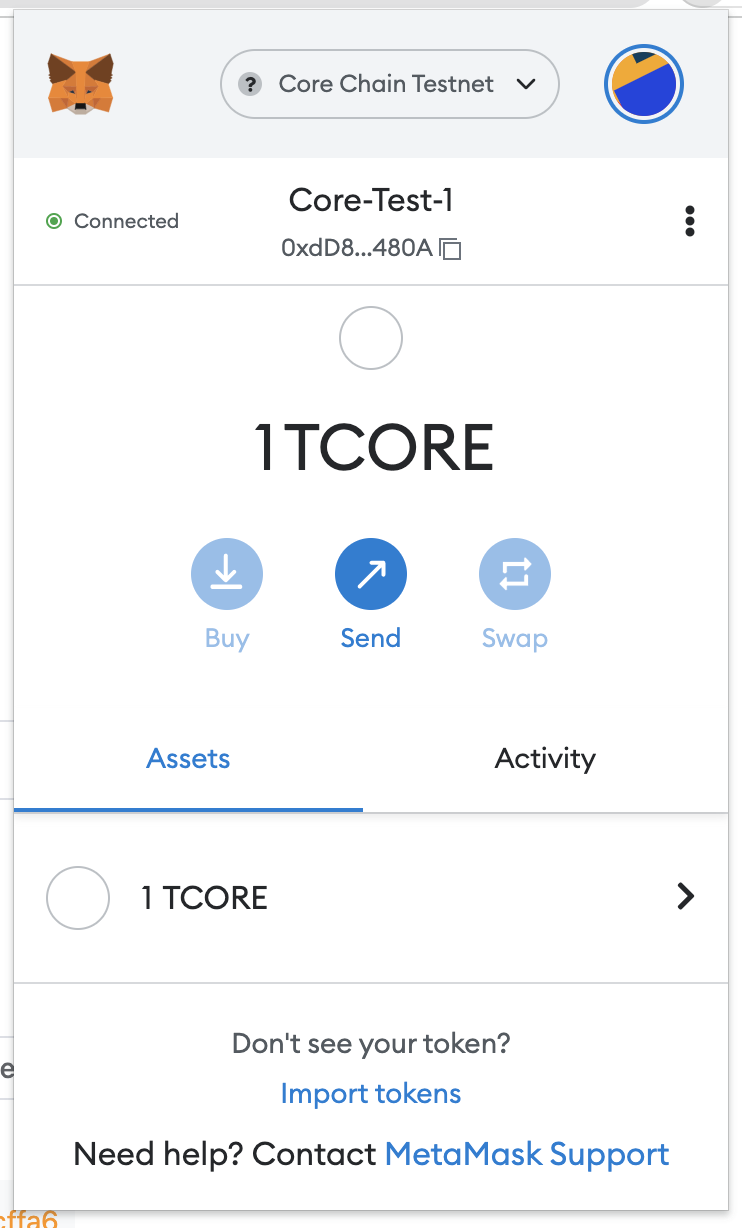 ? Core Chain Testnet
Connected
Core-Test-1
0xdD8...480A
1 TCORE
Buy Send Swap
Assets Activity
1 TCORE
Don't see your token?
Import tokens
e
Need help? Contact MetaMask Support
cffa6